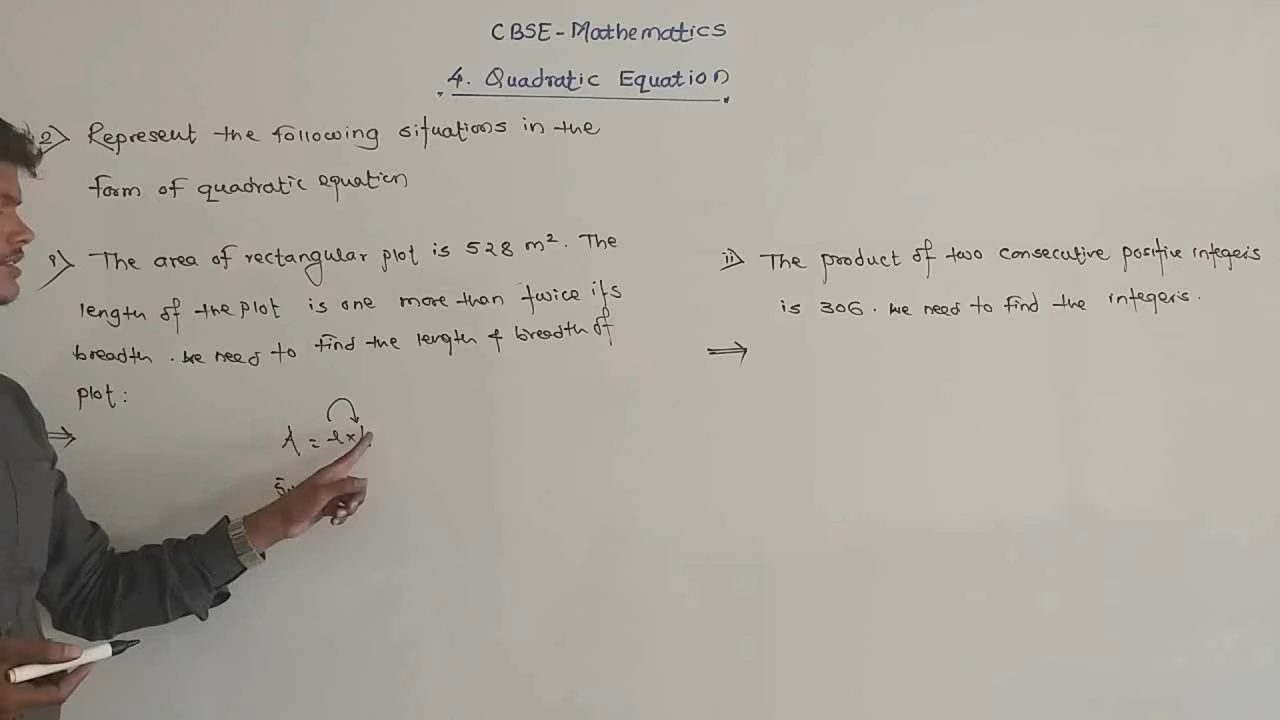 CBSE-Mathematics
4. Quadratic Equation
2) Represent the following situations in the
form of quadratic equation
i) The area of rectangular plot is 528 m². The
length of the plot is one more than twice its
breadth. We need to find the length & breadth of
plot:
⇒
A = l×b
ii) The product of two consecutive positive integers
is 306. We need to find the integers.
⇒